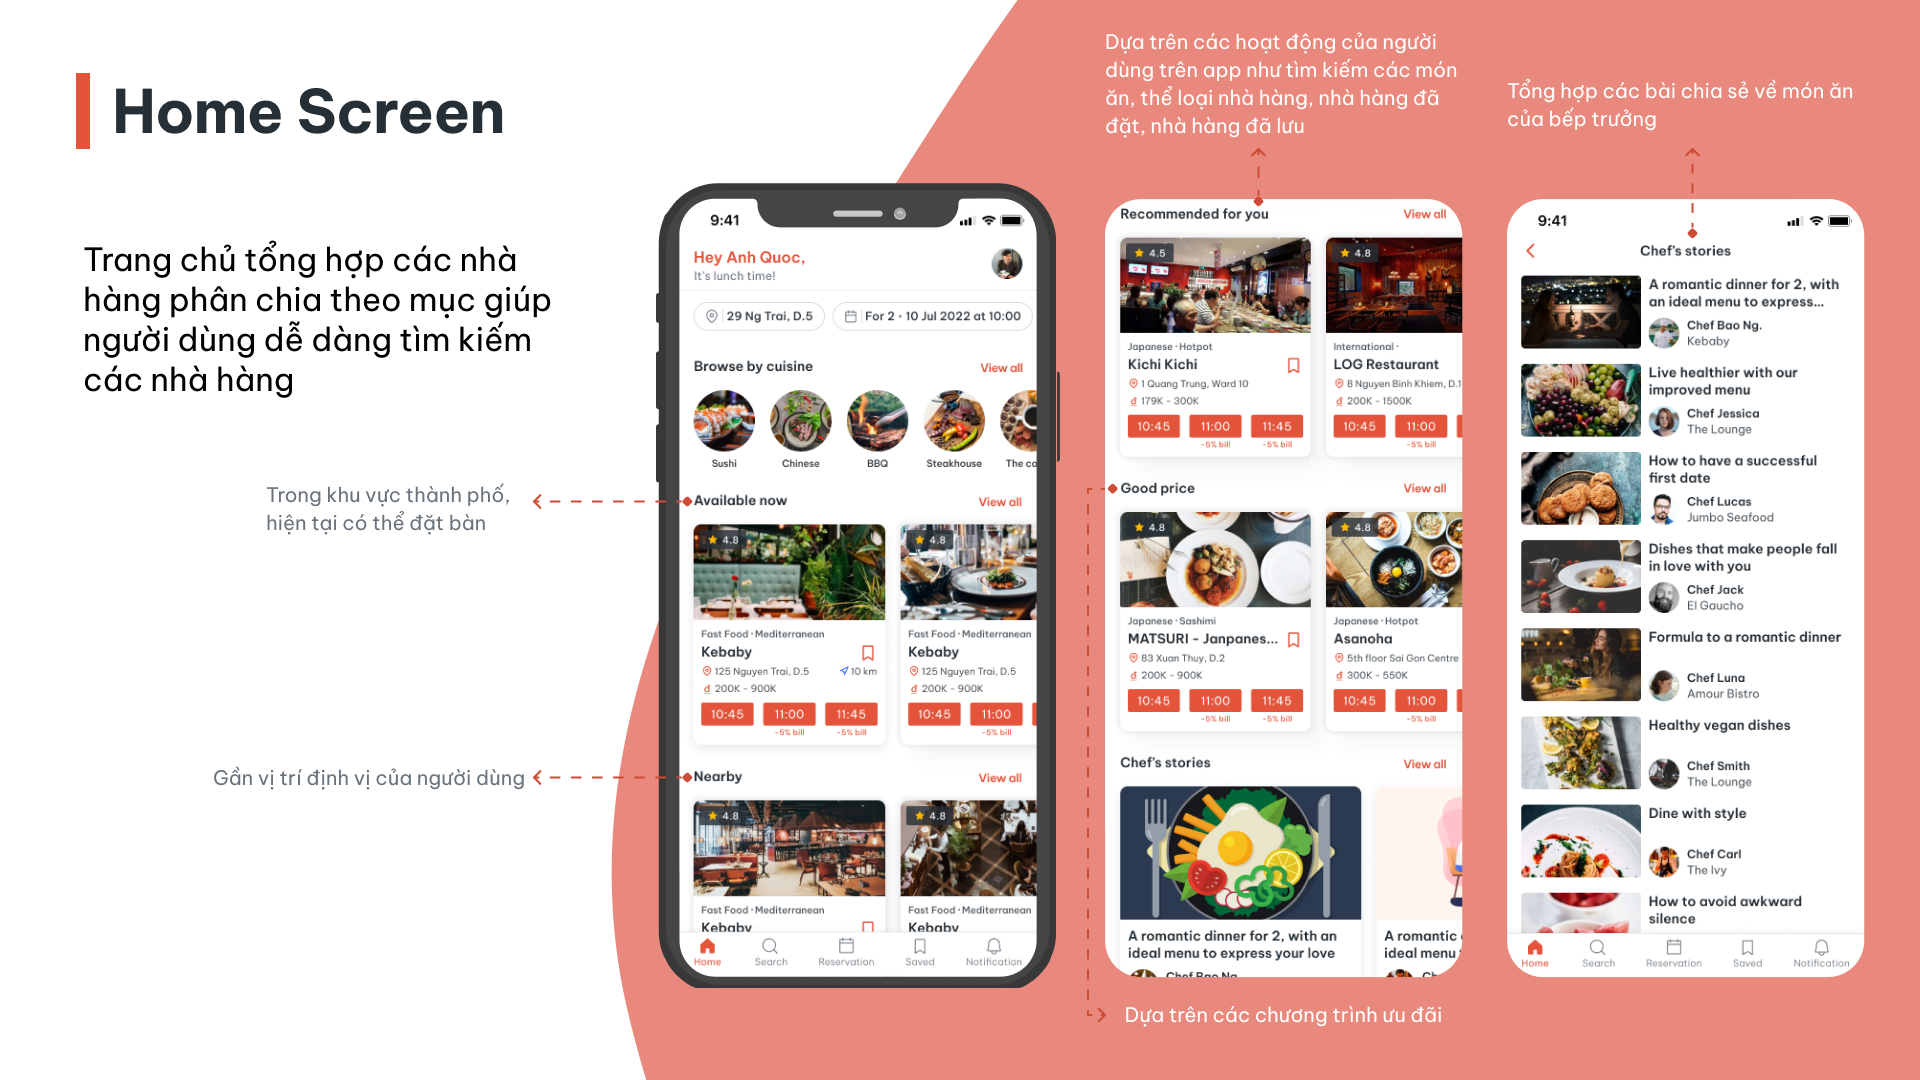 Home Screen
Trang chủ tổng hợp các nhà
hàng phân chia theo mục giúp
người dùng dễ dàng tìm kiếm
các nhà hàng
Trong khu vực thành phố,
hiện tại có thể đặt bàn
Gần vị trí định vị của người dùng
9:41
Hey Anh Quoc,
It's lunch time!
29 Ng Trai, D.5
For 2 • 10 Jul 2022 at 10:00
Browse by cuisine
View all
Sushi
Chinese
BBQ
Steakhouse
The co
Available now
View all
4.8
4.8
Fast Food · Mediterranean
Kebaby
125 Nguyen Trai, D.5
10 km
đ 200K - 900K
10:45
11:00
11:45
-5% bill
-5% bill
Fast Food · Mediterranean
Kebaby
125 Nguyen Trai, D.5
đ 200K - 900K
10:45
11:00
-5% bill
Nearby
View all
4.8
4.8
Fast Food · Mediterranean
Kebaby
Fast Food · Mediterranean
Kebaby
Home
Search
Reservation
Saved
Notification
Dựa trên các hoạt động của người
dùng trên app như tìm kiếm các món
ăn, thể loại nhà hàng, nhà hàng đã
đặt, nhà hàng đã lưu
Recommended for you
View all
4.5
4.8
Japanese · Hotpot
Kichi Kichi
1 Quang Trung, Ward 10
đ 179K - 300K
10:45
11:00
11:45
-5% bill
-5% bill
International ·
LOG Restaurant
8 Nguyen Binh Khiem, D.1
đ 200K - 1500K
10:45
11:00
-5% bill
Good price
View all
4.8
4.8
Japanese · Sashimi
MATSURI - Janpanes...
83 Xuan Thuy, D.2
đ 200K - 900K
10:45
11:00
11:45
-5% bill
-5% bill
Japanese · Hotpot
Asanoha
5th floor Sai Gon Centre
đ 300K - 550K
10:45
11:00
-5% bill
Chef's stories
View all
A romantic dinner for 2, with an
ideal menu to express your love
Chef Bao Ng
A romantic
ideal menu
Ch
Dựa trên các chương trình ưu đãi
Tổng hợp các bài chia sẻ về món ăn
của bếp trưởng
9:41
Chef's stories
A romantic dinner for 2, with
an ideal menu to express...
Chef Bao Ng.
Kebaby
Live healthier with our
improved menu
Chef Jessica
The Lounge
How to have a successful
first date
Chef Lucas
Jumbo Seafood
Dishes that make people fall
in love with you
Chef Jack
El Gaucho
Formula to a romantic dinner
Chef Luna
Amour Bistro
Healthy vegan dishes
Chef Smith
The Lounge
Dine with style
Chef Carl
The Ivy
How to avoid awkward
silence
Home
Search
Reservation
Saved
Notification